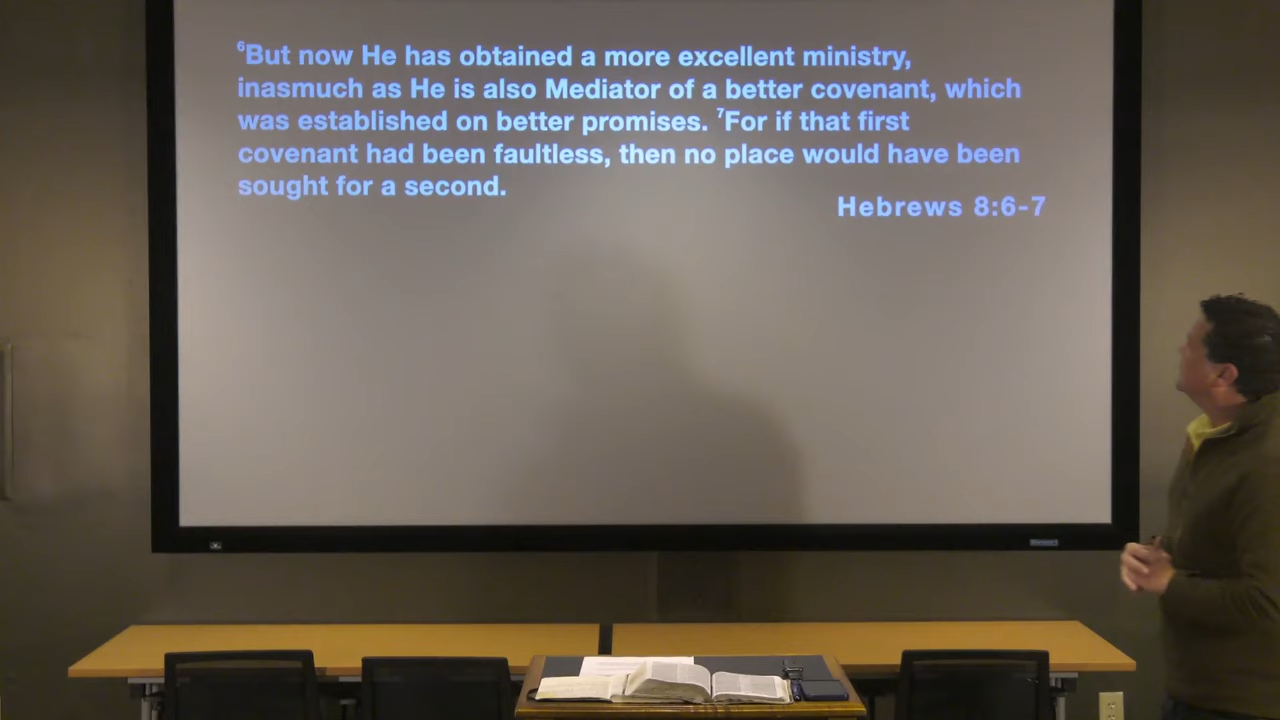 ⁶But now He has obtained a more excellent ministry,
inasmuch as He is also Mediator of a better covenant, which
was established on better promises. ⁷For if that first
covenant had been faultless, then no place would have been
sought for a second.
Hebrews 8:6-7